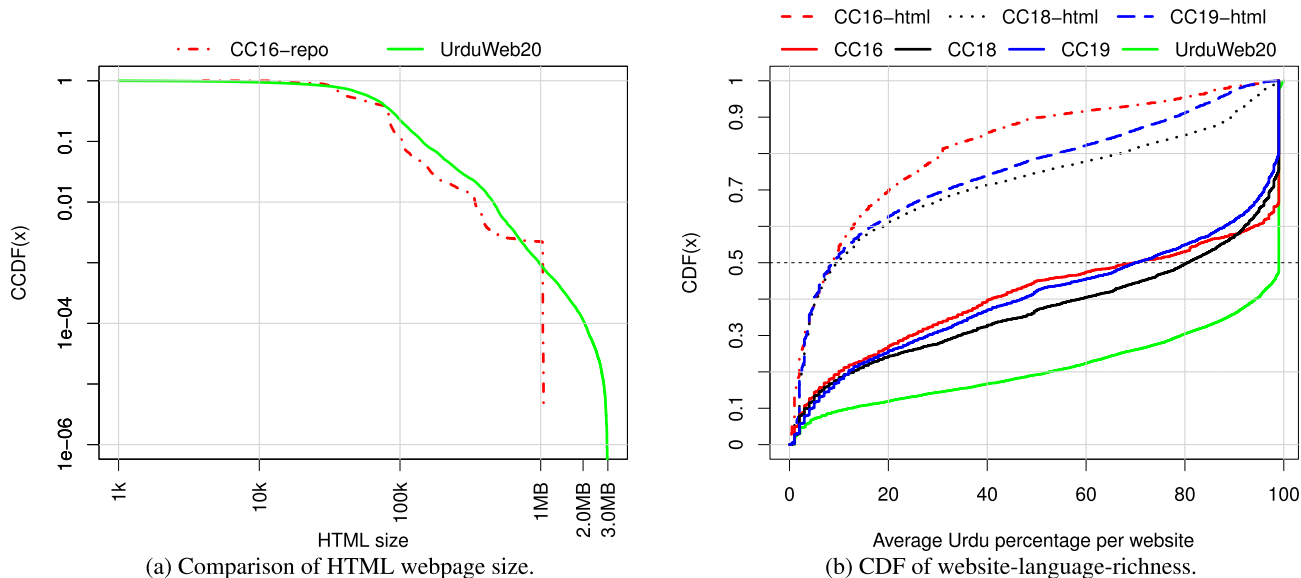 CC16−repo UrduWeb20
1
0.1
0.01
1e−04
1e−06
CCDF(x)
1k 10k 100k 1MB 2.0MB 3.0MB
HTML size
(a) Comparison of HTML webpage size.
CC16−html CC18−html CC19−html
CC16 CC18 CC19 UrduWeb20
1
0.9
0.7
0.5
0.3
0.1
0
CDF(x)
0 20 40 60 80 100
Average Urdu percentage per website
(b) CDF of website-language-richness.